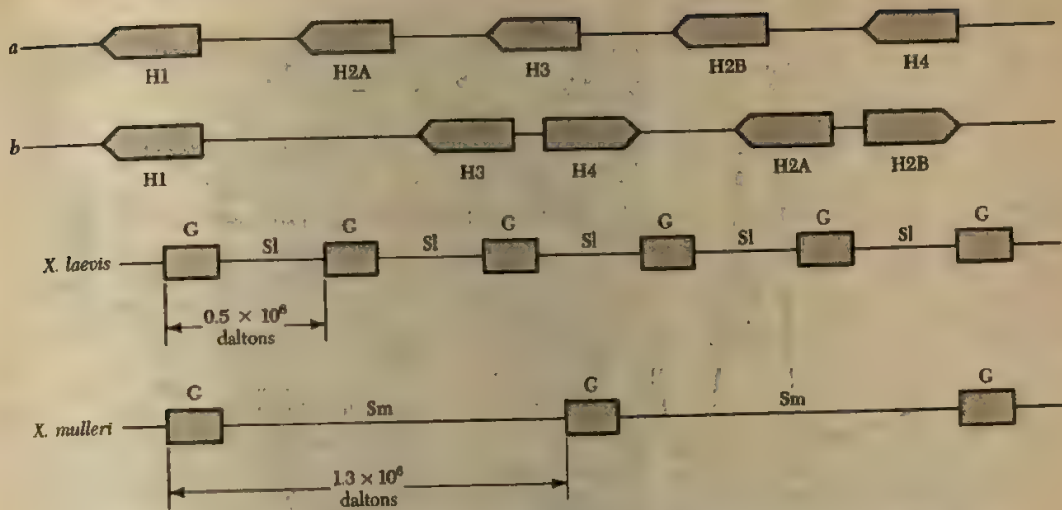 a
H1 H2A H3 H2B H4
b
H1 H3 H4 H2A H2B
G G G G G G
Sl Sl Sl Sl Sl
X. laevis
0.5 × 10⁶
daltons
G G G
Sm Sm
X. mulleri
1.3 × 10⁶
daltons